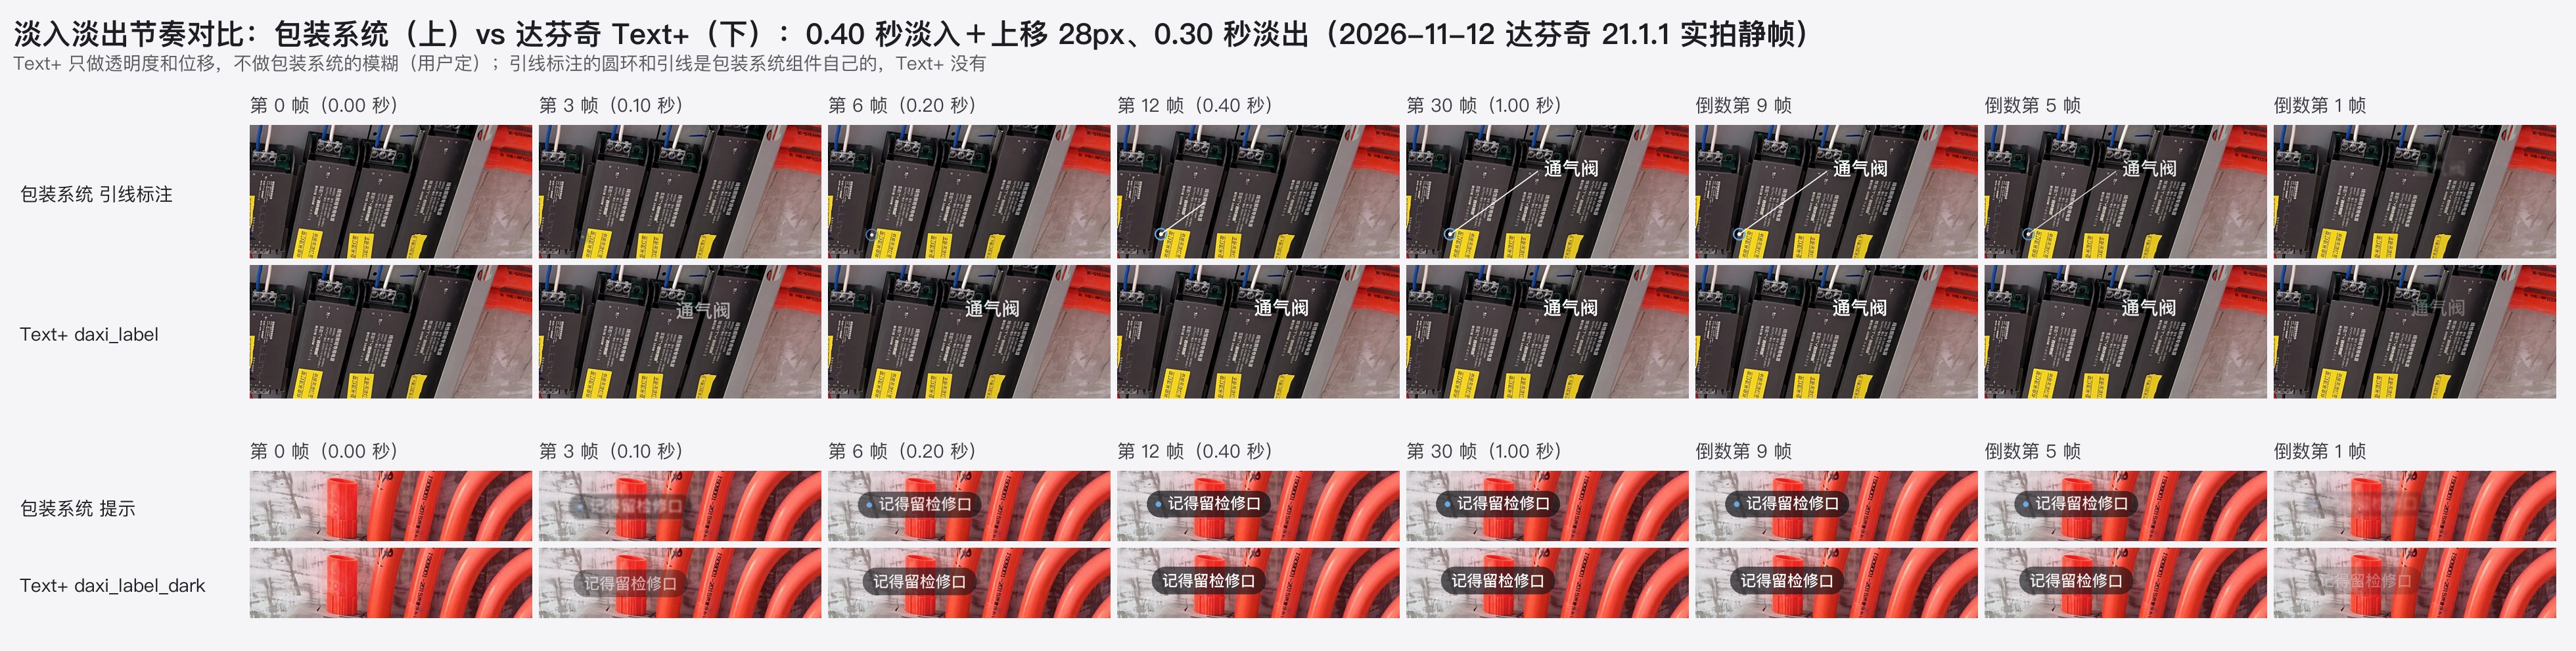 淡入淡出节奏对比：包装系统（上）vs 达芬奇 Text+（下）：0.40 秒淡入＋上移 28px、0.30 秒淡出（2026-11-12 达芬奇 21.1.1 实拍静帧）
Text+ 只做透明度和位移，不做包装系统的模糊（用户定）；引线标注的圆环和引线是包装系统组件自己的，Text+ 没有
第 0 帧（0.00 秒） 第 3 帧（0.10 秒） 第 6 帧（0.20 秒） 第 12 帧（0.40 秒） 第 30 帧（1.00 秒） 倒数第 9 帧 倒数第 5 帧 倒数第 1 帧
包装系统 引线标注 通气阀 通气阀 通气阀
Text+ daxi_label 通气阀 通气阀 通气阀 通气阀 通气阀 通气阀 通气阀
第 0 帧（0.00 秒） 第 3 帧（0.10 秒） 第 6 帧（0.20 秒） 第 12 帧（0.40 秒） 第 30 帧（1.00 秒） 倒数第 9 帧 倒数第 5 帧 倒数第 1 帧
包装系统 提示 记得留检修口 记得留检修口 记得留检修口 记得留检修口 记得留检修口 记得留检修口
Text+ daxi_label_dark 记得留检修口 记得留检修口 记得留检修口 记得留检修口 记得留检修口 记得留检修口 记得留检修口